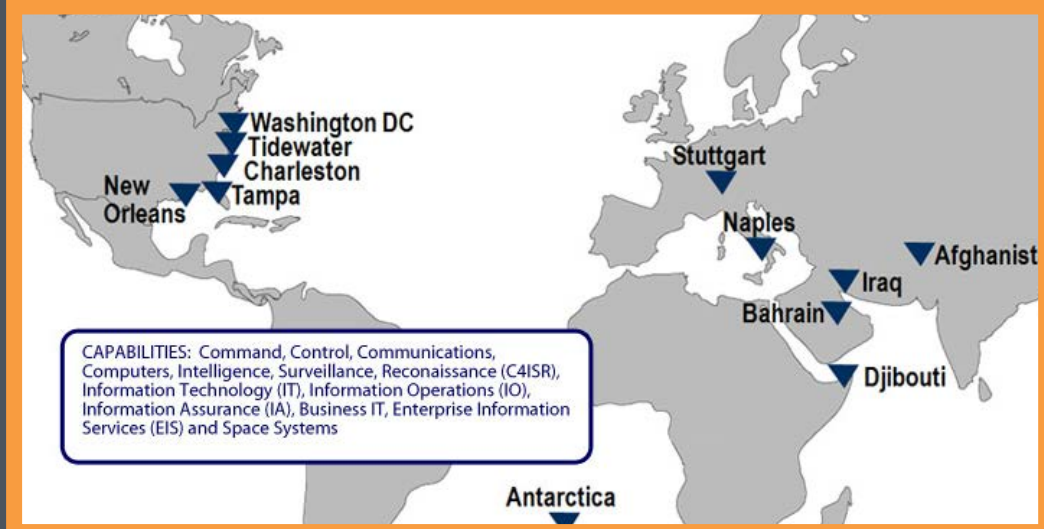 Washington DC
Tidewater
Charleston
Tampa
New
Orleans
Stuttgart
Naples
Afghanist
Iraq
Bahrain
Djibouti
CAPABILITIES: Command, Control, Communications,
Computers, Intelligence, Surveillance, Reconaissance (C4ISR),
Information Technology (IT), Information Operations (IO),
Information Assurance (IA), Business IT, Enterprise Information
Services (EIS) and Space Systems
Antarctica